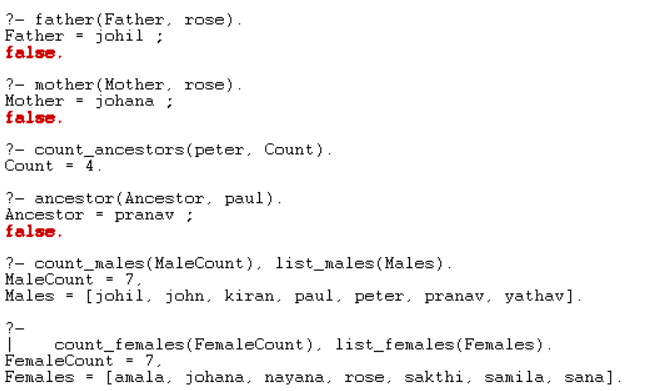 ?- father(Father, rose).
Father = johil ;
false.
?- mother(Mother, rose).
Mother = johana ;
false.
?- count_ancestors(peter, Count).
Count = 4.
?- ancestor(Ancestor, paul).
Ancestor = pranav ;
false.
?- count_males(MaleCount), list_males(Males).
MaleCount = 7,
Males = [johil, john, kiran, paul, peter, pranav, yathav].
?-
|    count_females(FemaleCount), list_females(Females).
FemaleCount = 7,
Females = [amala, johana, nayana, rose, sakthi, samila, sana].